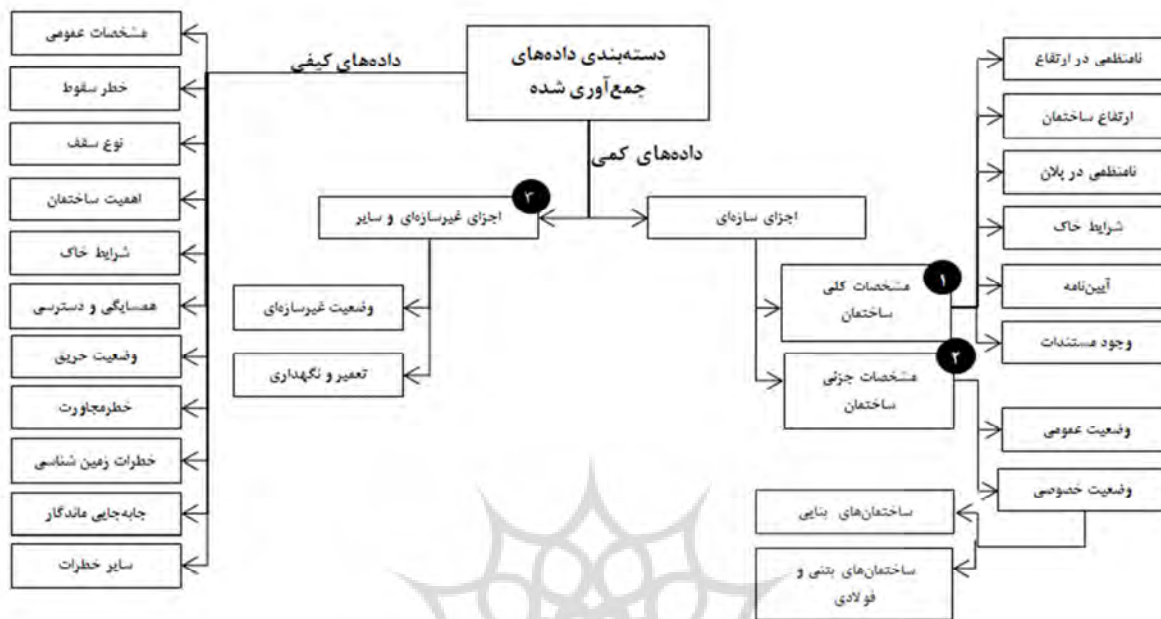 دسته‌بندی داده‌های
جمع‌آوری شده
داده‌های کیفی
داده‌های کمی
نامنظمی در ارتفاع
ارتفاع ساختمان
نامنظمی در پلان
شرایط خاک
آیین‌نامه
وجود مستندات
اجزای سازه‌ای
۱
مشخصات کلی
ساختمان
۲
مشخصات جزئی
ساختمان
وضعیت عمومی
وضعیت خصوصی
ساختمان‌های بنایی
ساختمان‌های بتنی و
فولادی
۳
اجزای غیرسازه‌ای و سایر
وضعیت غیرسازه‌ای
تعمیر و نگهداری
مشخصات عمومی
خطر سقوط
نوع سقف
اهمیت ساختمان
شرایط خاک
همسایگی و دسترسی
وضعیت حریق
خطرمجاورت
خطرات زمین شناسی
جابه‌جایی ماندگار
سایر خطرات